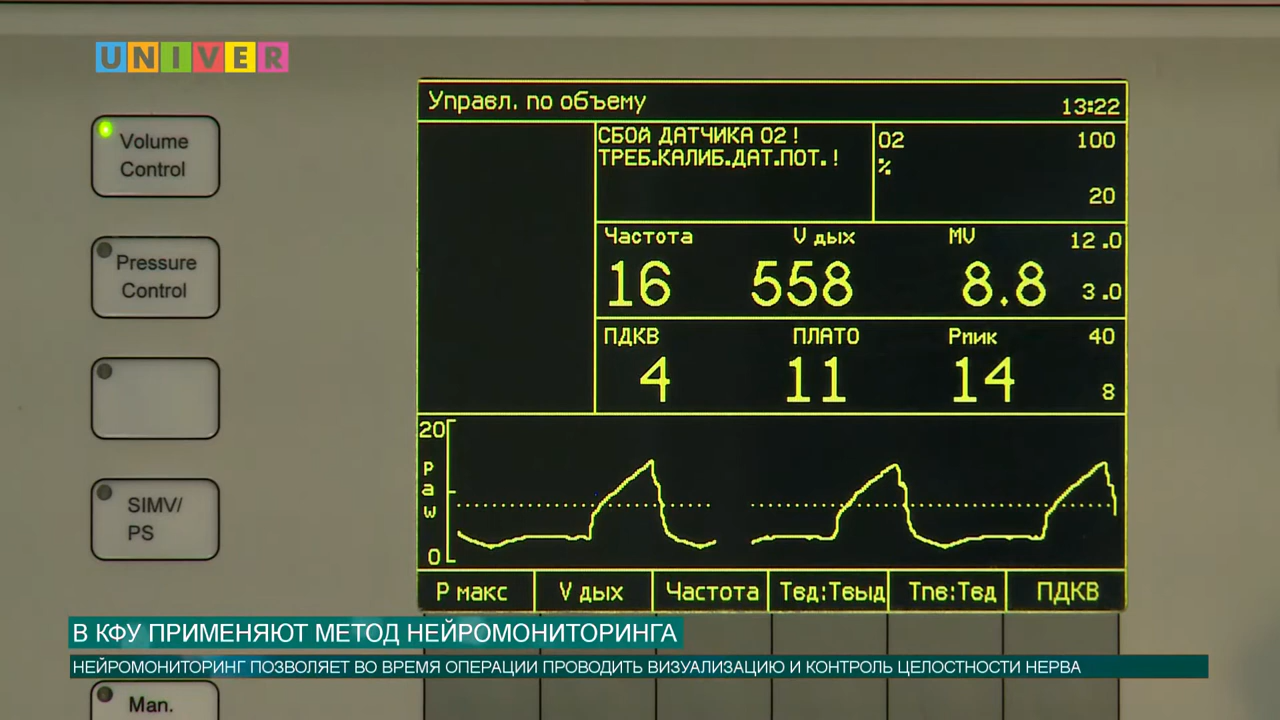 UNIVER
Volume
Control
Pressure
Control
SIMV/
PS
Man.
Управл. по объему
13:22
СБОЙ ДАТЧИКА О2 !
ТРЕБ.КАЛИБ.ДАТ.ПОТ. !
О2
%
100
20
Частота V дых MV 12.0
16 558 8.8 3.0
ПДКВ ПЛАТО Рпик 40
4 11 14 8
20
Paw
0
P макс V дых Частота Твд:Твыд Тпв:Твд ПДКВ
В КФУ ПРИМЕНЯЮТ МЕТОД НЕЙРОМОНИТОРИНГА
НЕЙРОМОНИТОРИНГ ПОЗВОЛЯЕТ ВО ВРЕМЯ ОПЕРАЦИИ ПРОВОДИТЬ ВИЗУАЛИЗАЦИЮ И КОНТРОЛЬ ЦЕЛОСТНОСТИ НЕРВА